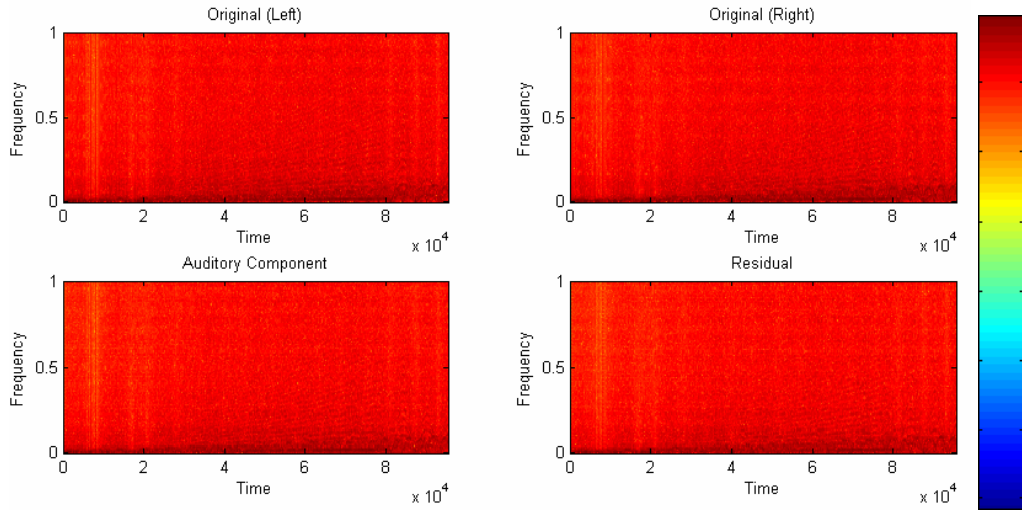 Original (Left)
Frequency
1
0.5
0
0 2 4 6 8
x 10^4
Time
Original (Right)
Frequency
1
0.5
0
0 2 4 6 8
x 10^4
Time
Auditory Component
Frequency
1
0.5
0
0 2 4 6 8
x 10^4
Time
Residual
Frequency
1
0.5
0
0 2 4 6 8
x 10^4
Time